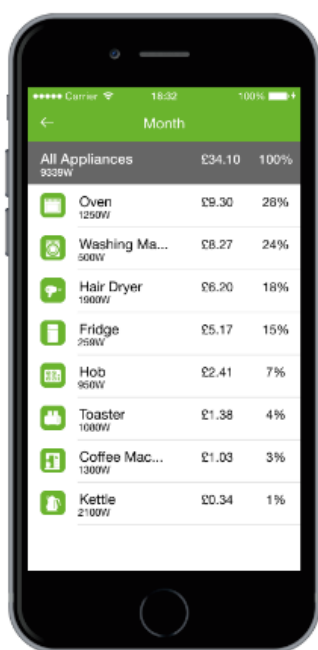 Carrier 18:32 100%
Month
All Appliances £34.10 100%
9339W
Oven £9.30 28%
1250W
Washing Ma... £8.27 24%
500W
Hair Dryer £6.20 18%
1900W
Fridge £5.17 15%
259W
Hob £2.41 7%
950W
Toaster £1.38 4%
1080W
Coffee Mac... £1.03 3%
1300W
Kettle £0.34 1%
2100W